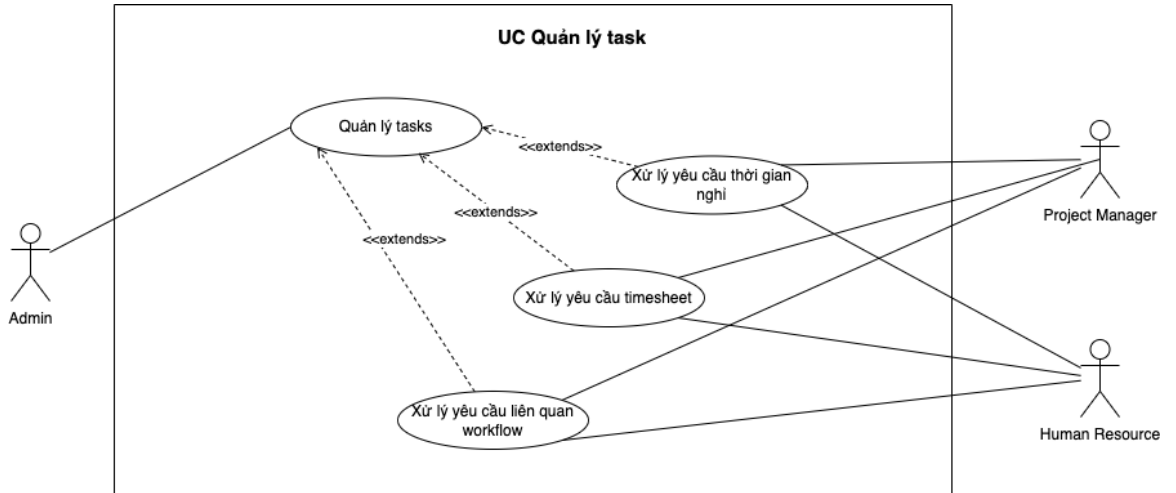 UC Quản lý task
Quản lý tasks
<<extends>>
Xử lý yêu cầu thời gian
nghỉ
Project Manager
<<extends>>
<<extends>>
Admin
Xử lý yêu cầu timesheet
Xử lý yêu cầu liên quan
workflow
Human Resource